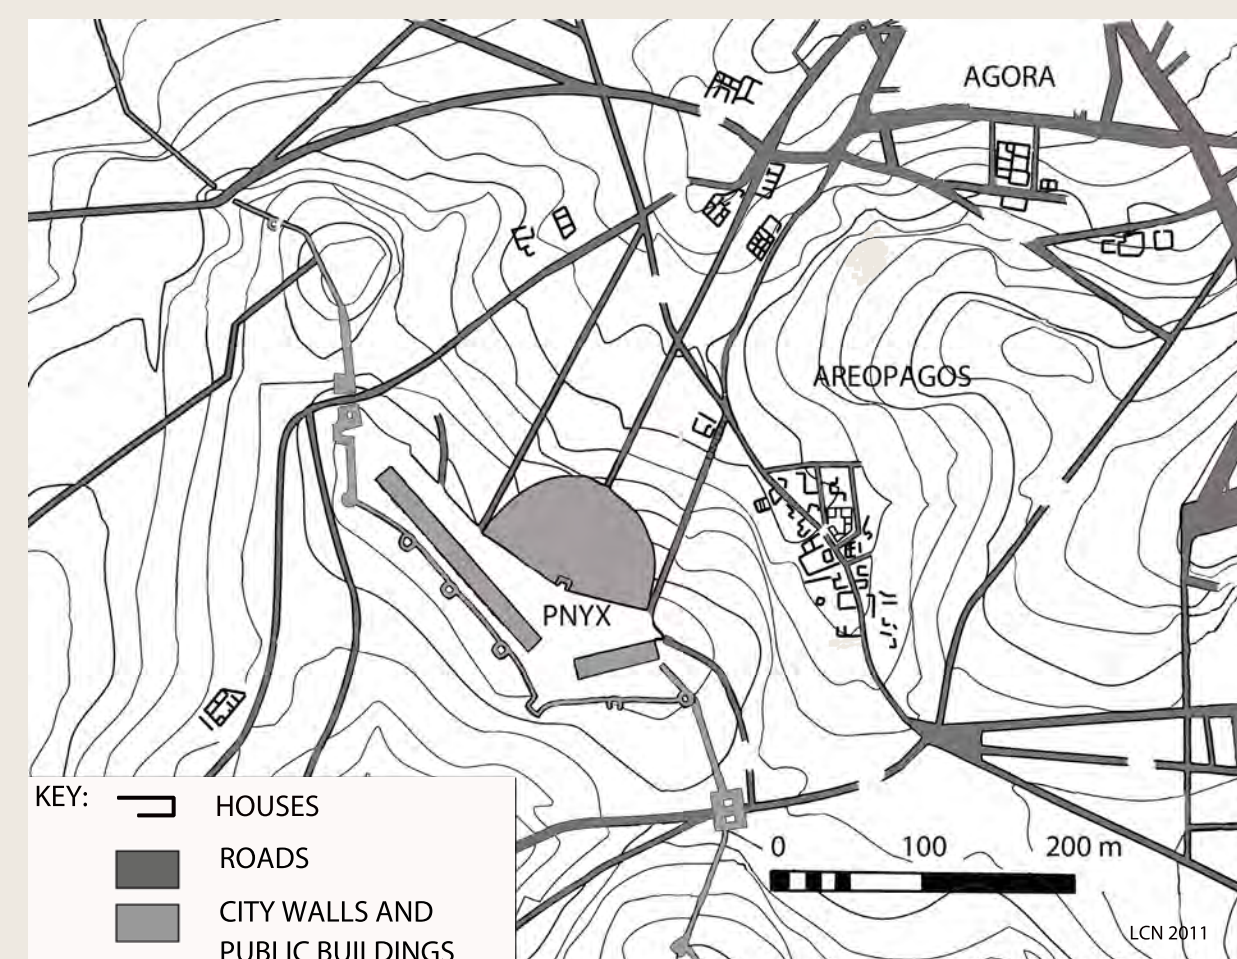 AGORA
AREOPAGOS
PNYX
KEY:
HOUSES
ROADS
CITY WALLS AND
PUBLIC BUILDINGS
0 100 200 m
LCN 2011